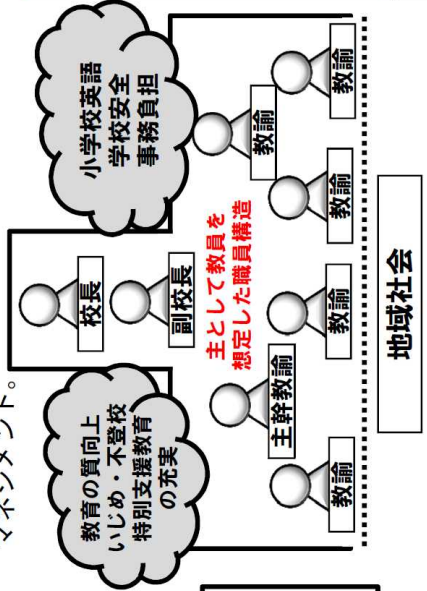 マネジメント。
教育の質向上
いじめ・不登校
特別支援教育
の充実
小学校英語
学校安全
事務負担
校長
副校長
主として教員を
想定した職員構造
主幹教諭
教諭
教諭
教諭
教諭
教諭
地域社会